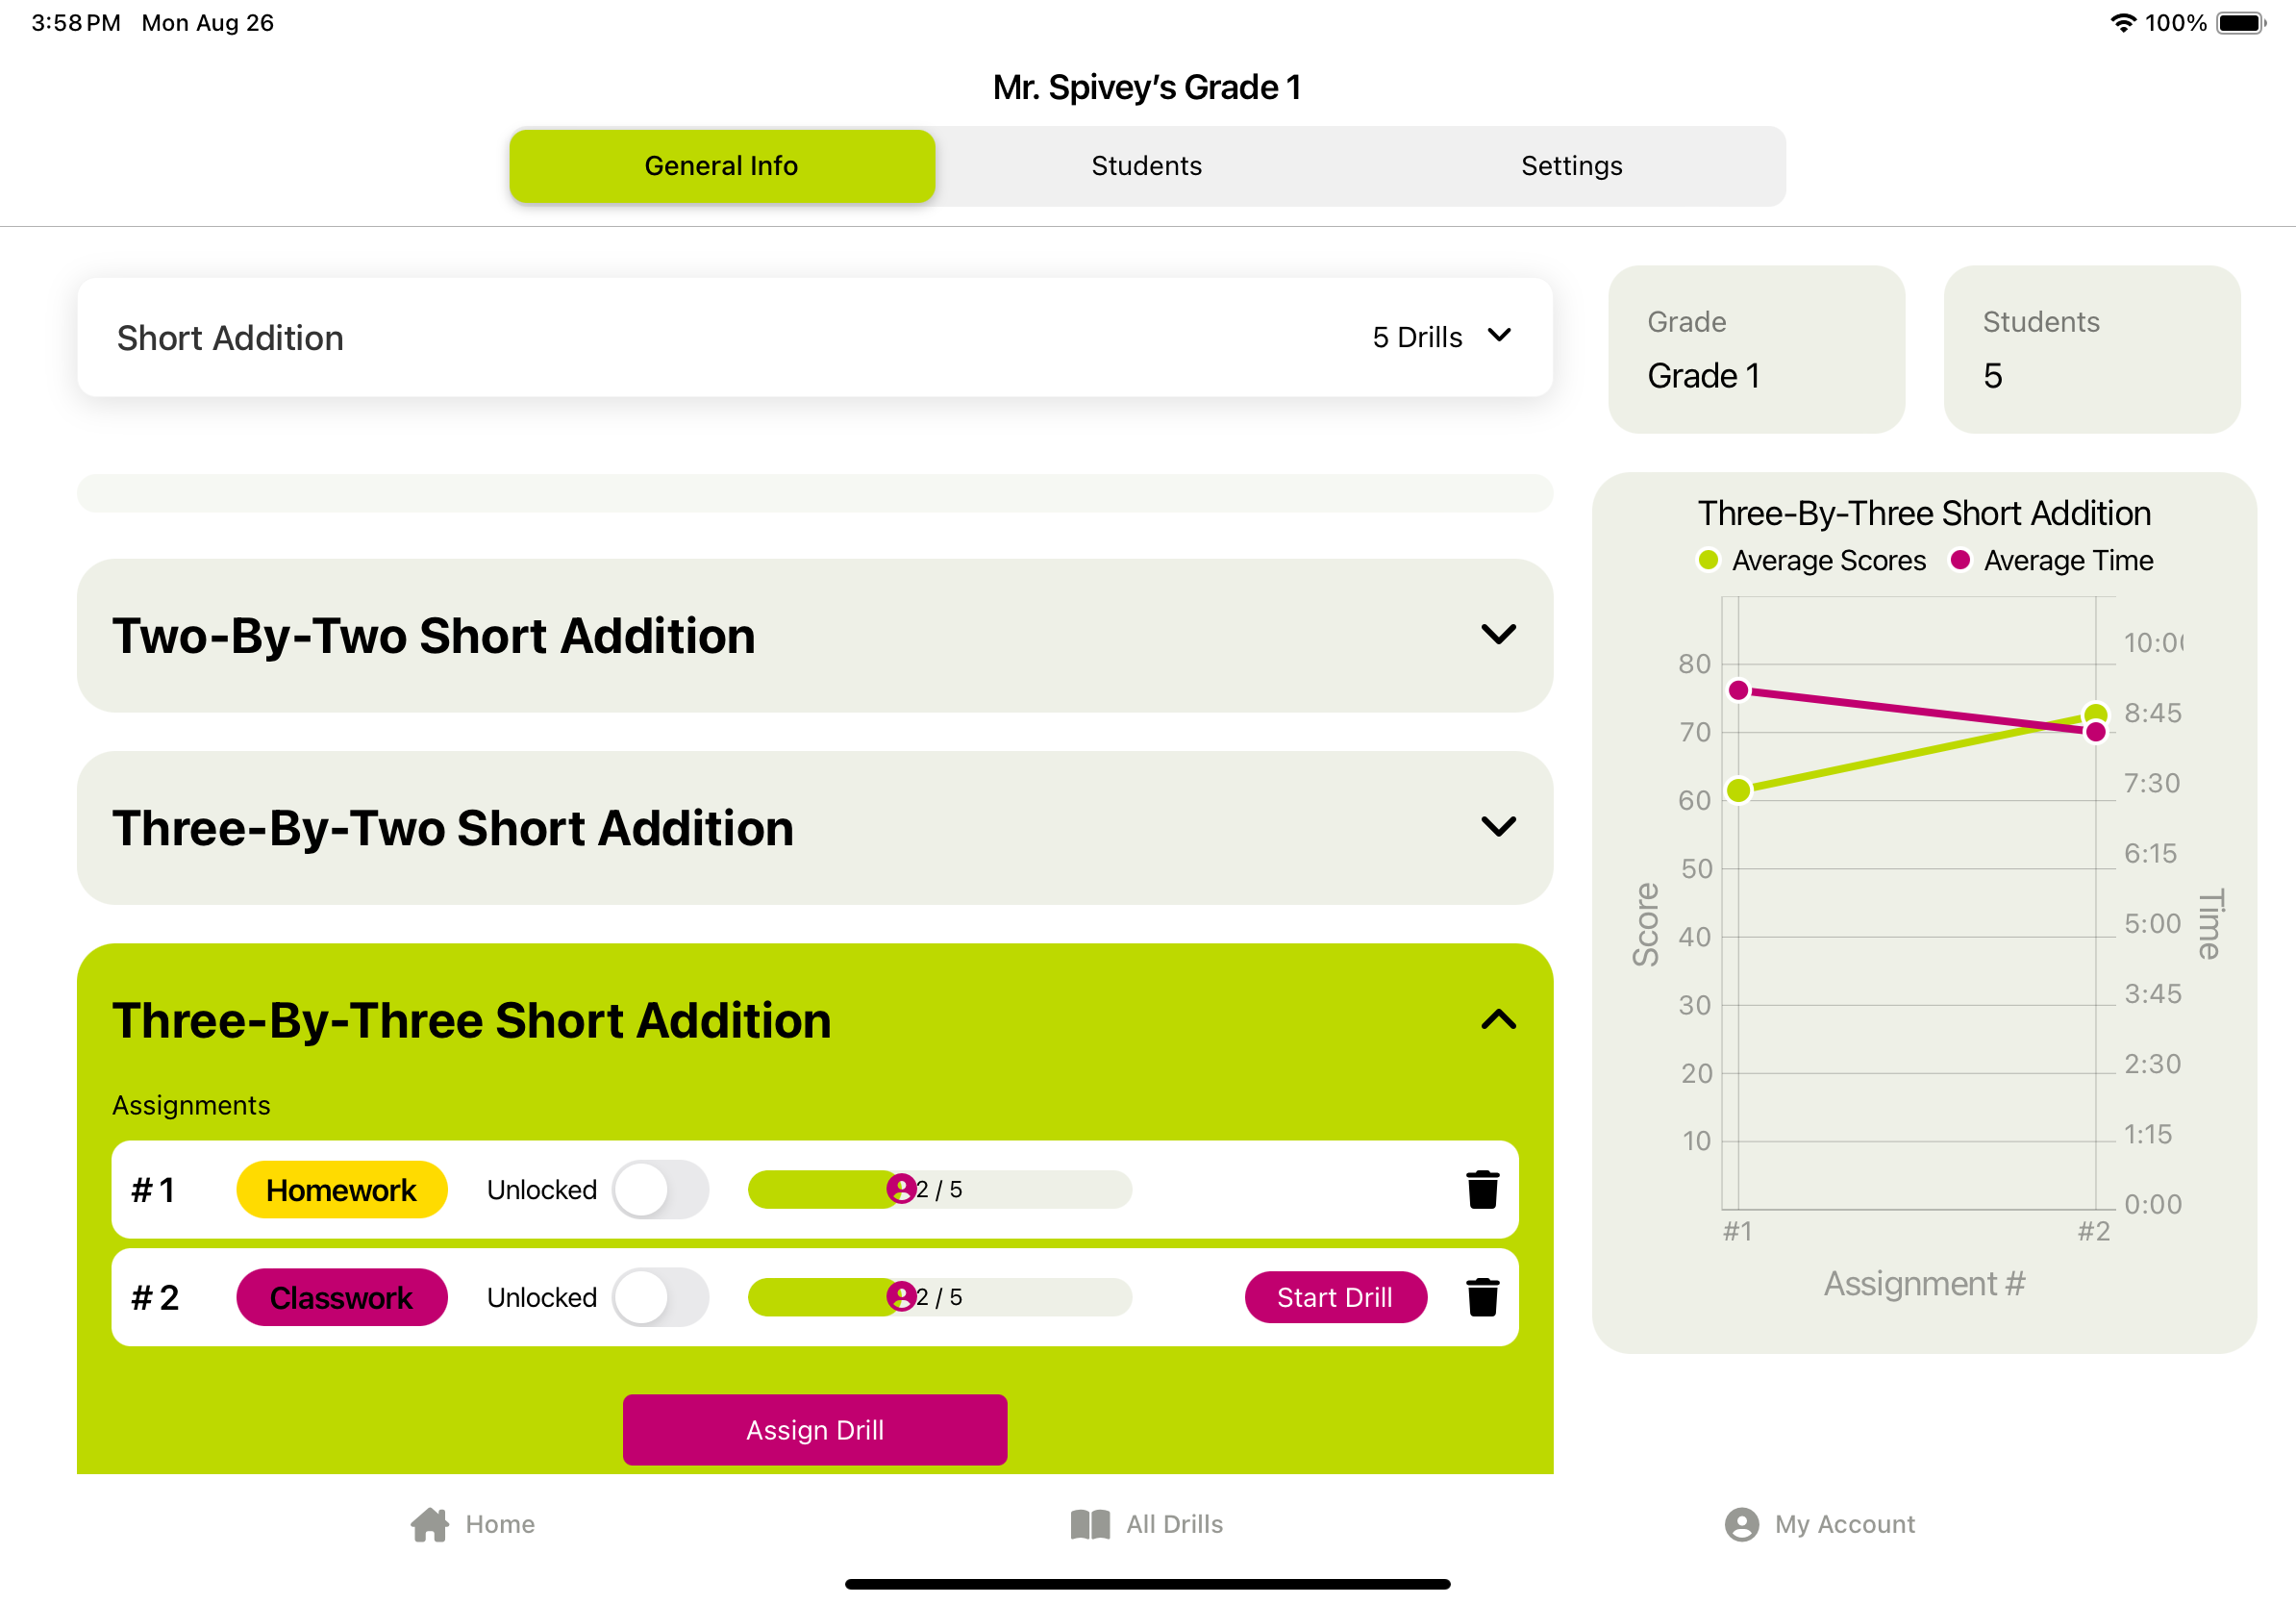 3:58 PM Mon Aug 26
100%
Mr. Spivey's Grade 1
General Info Students Settings
Short Addition 5 Drills
Two-By-Two Short Addition
Three-By-Two Short Addition
Three-By-Three Short Addition
Assignments
# 1 Homework Unlocked 2 / 5
# 2 Classwork Unlocked 2 / 5 Start Drill
Assign Drill
Grade
Grade 1
Students
5
Three-By-Three Short Addition
Average Scores Average Time
80
70
60
50
40
30
20
10
Score
10:00
8:45
7:30
6:15
5:00
3:45
2:30
1:15
0:00
Time
#1 #2
Assignment #
Home All Drills My Account